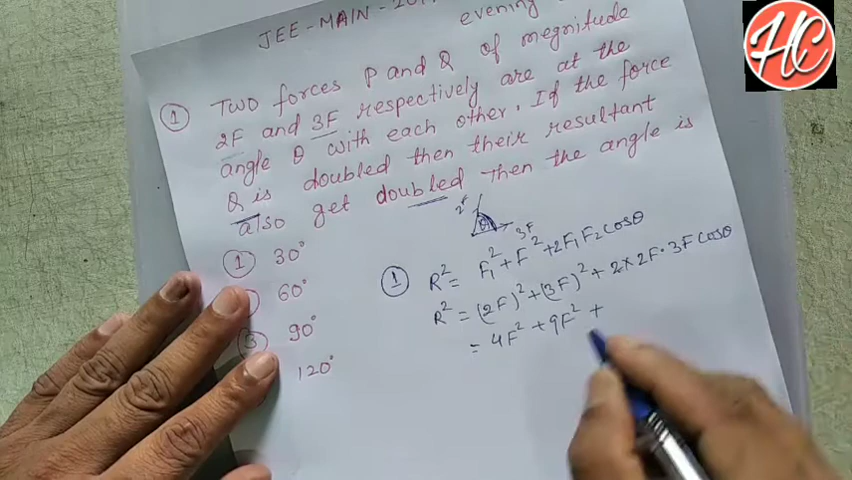 JEE-MAIN-201
evening
① Two forces P and Q of megnitude
2F and 3F respectively are at the
angle θ with each other. If the force
Q is doubled then their resultant
also get doubled then the angle is
① 30°
60°
③ 90°
120°
2F
θ
3F
① R² = F₁² + F² + 2F₁F₂ cosθ
R² = (2F)² + (3F)² + 2×2F·3F cosθ
= 4F² + 9F² +
HC